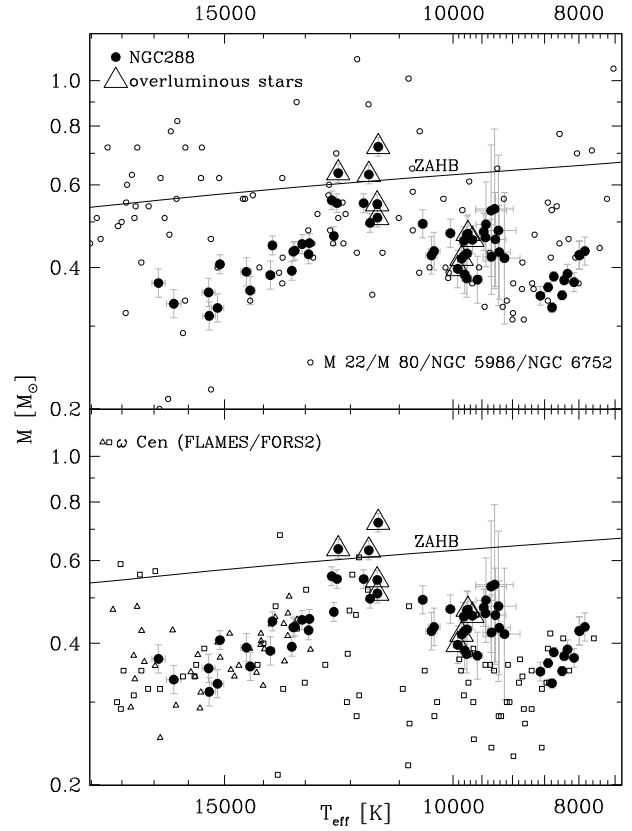 15000 10000 8000
NGC288
overluminous stars
ZAHB
1.0
0.8
0.6
0.4
0.2
M 22/M 80/NGC 5986/NGC 6752
M [M☉]
ω Cen (FLAMES/FORS2)
ZAHB
1.0
0.8
0.6
0.4
0.2
15000 10000 8000
Teff [K]